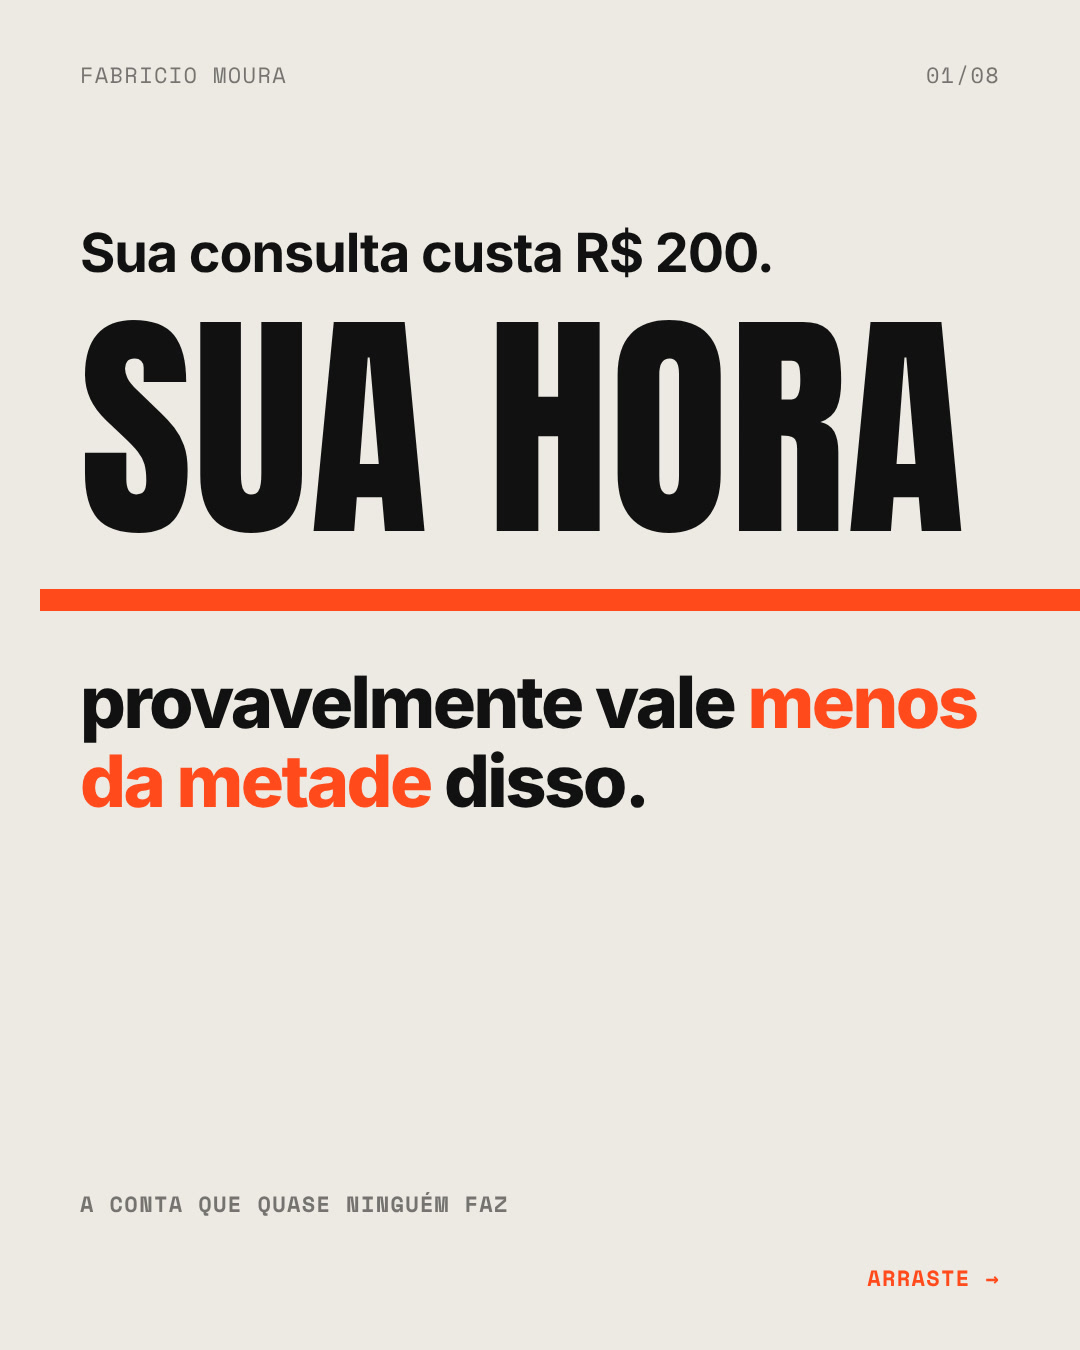 FABRICIO MOURA
01/08
Sua consulta custa R$ 200.
SUA HORA
provavelmente vale menos
da metade disso.
A CONTA QUE QUASE NINGUÉM FAZ
ARRASTE →